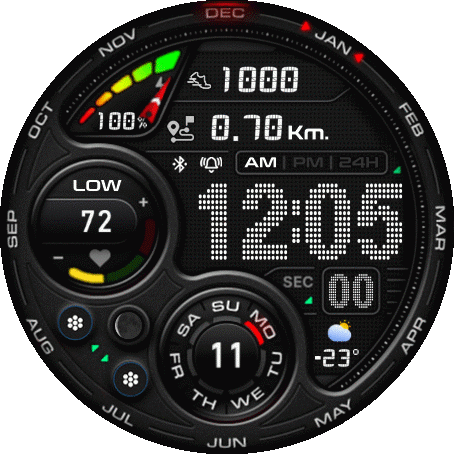 DEC
JAN
FEB
MAR
APR
MAY
JUN
JUL
AUG
SEP
OCT
NOV
1000
100%
0.70 Km.
AM | PM | 24H
LOW
72
+
−
12:05
SEC 00
-23°
SU
MO
TU
WE
TH
FR
SA
11